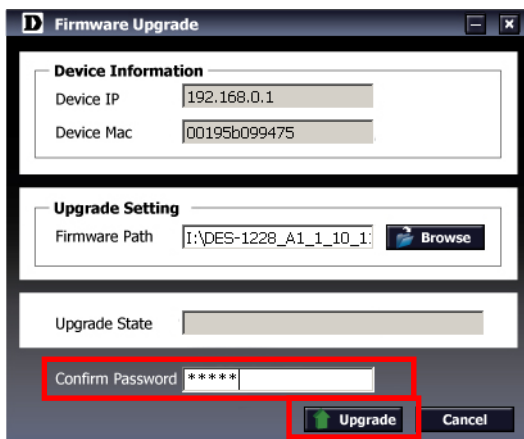 D Firmware Upgrade
Device Information
Device IP 192.168.0.1
Device Mac 00195b099475
Upgrade Setting
Firmware Path I:\DES-1228_A1_1_10_1 Browse
Upgrade State
Confirm Password *****
Upgrade Cancel